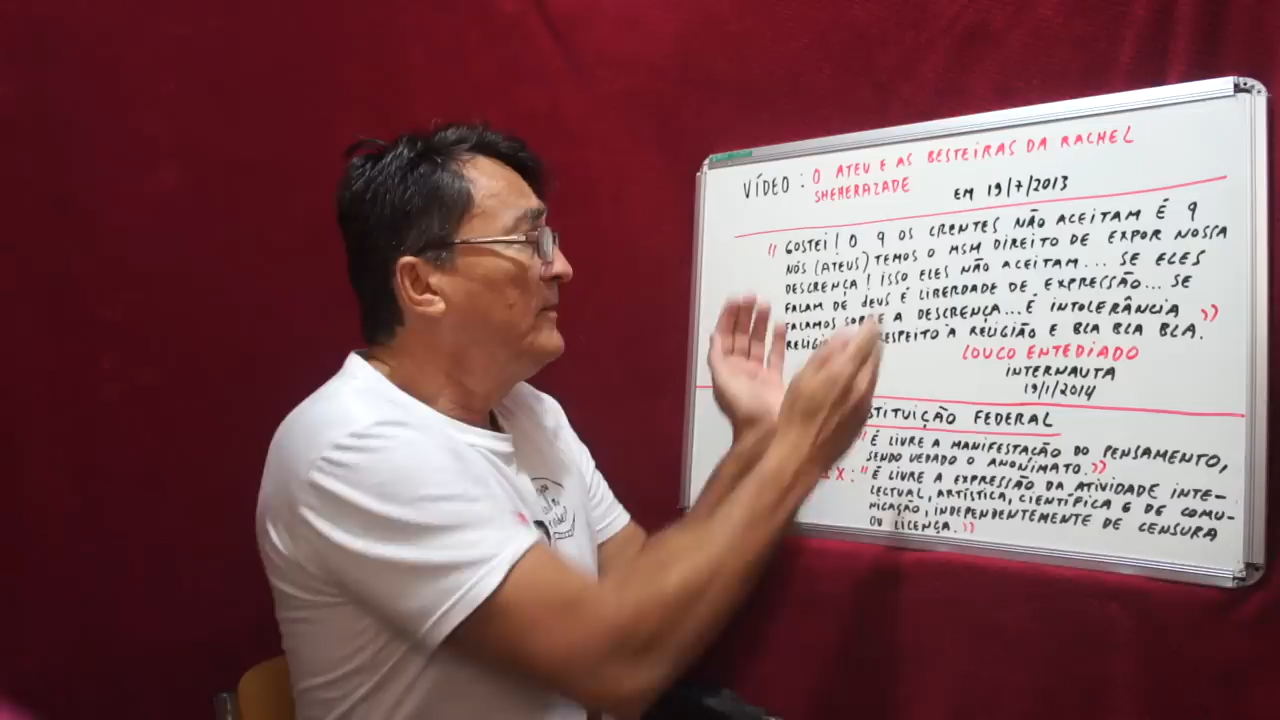 VÍDEO: O ATEU E AS BESTEIRAS DA RACHEL
SHEHERAZADE EM 19/7/2013
"GOSTEI! O Q OS CRENTES NÃO ACEITAM É Q
NÓS (ATEUS) TEMOS O MSM DIREITO DE EXPOR NOSSA
DESCRENÇA! ISSO ELES NÃO ACEITAM... SE ELES
FALAM DE DEUS É LIBERDADE DE EXPRESSÃO... SE
FALAMOS SOBRE A DESCRENÇA... É INTOLERÂNCIA
À RELIGIÃO E BLA BLA BLA."
LOUCO ENTEDIADO
INTERNAUTA
19/1/2014
FEDERAL
"É LIVRE A MANIFESTAÇÃO DO PENSAMENTO,
SENDO VEDADO O ANONIMATO."
IX: "É LIVRE A EXPRESSÃO DA ATIVIDADE INTE-
LECTUAL, ARTÍSTICA, CIENTÍFICA E DE COMU-
NICAÇÃO, INDEPENDENTEMENTE DE CENSURA
OU LICENÇA."